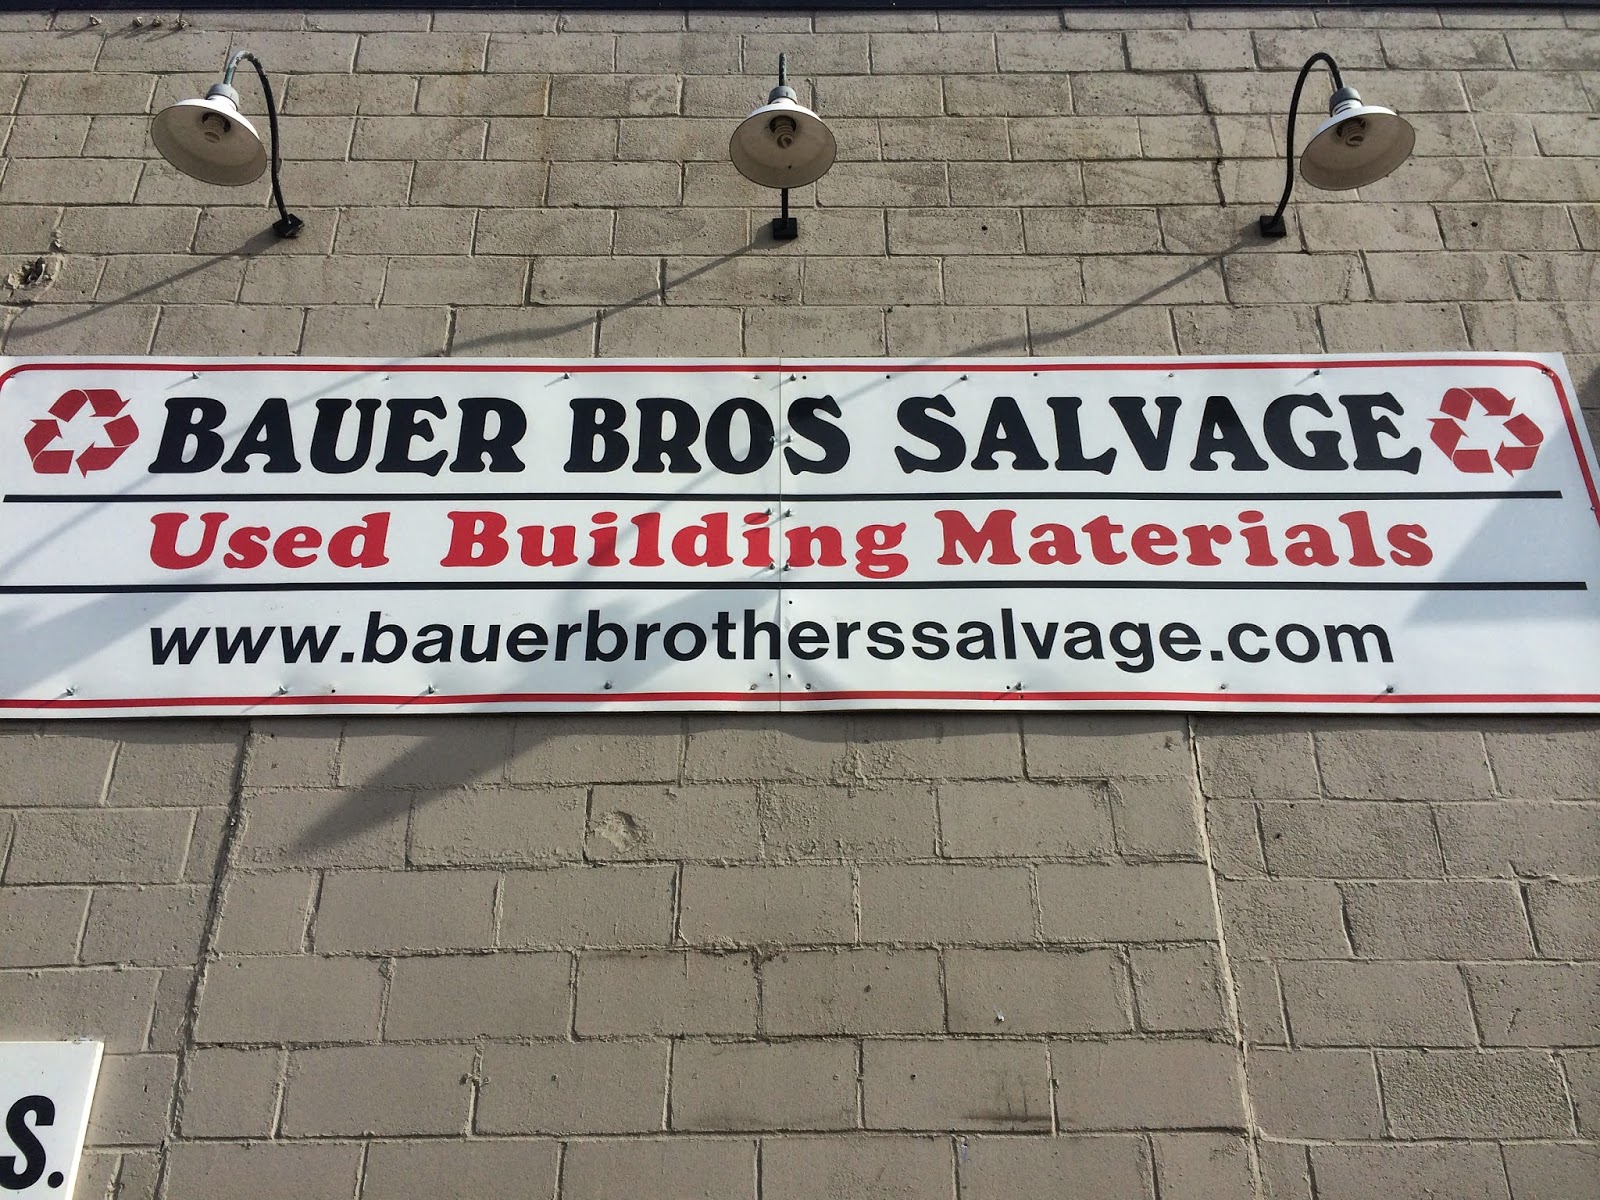 BAUER BROS SALVAGE
Used Building Materials
www.bauerbrotherssalvage.com
S.